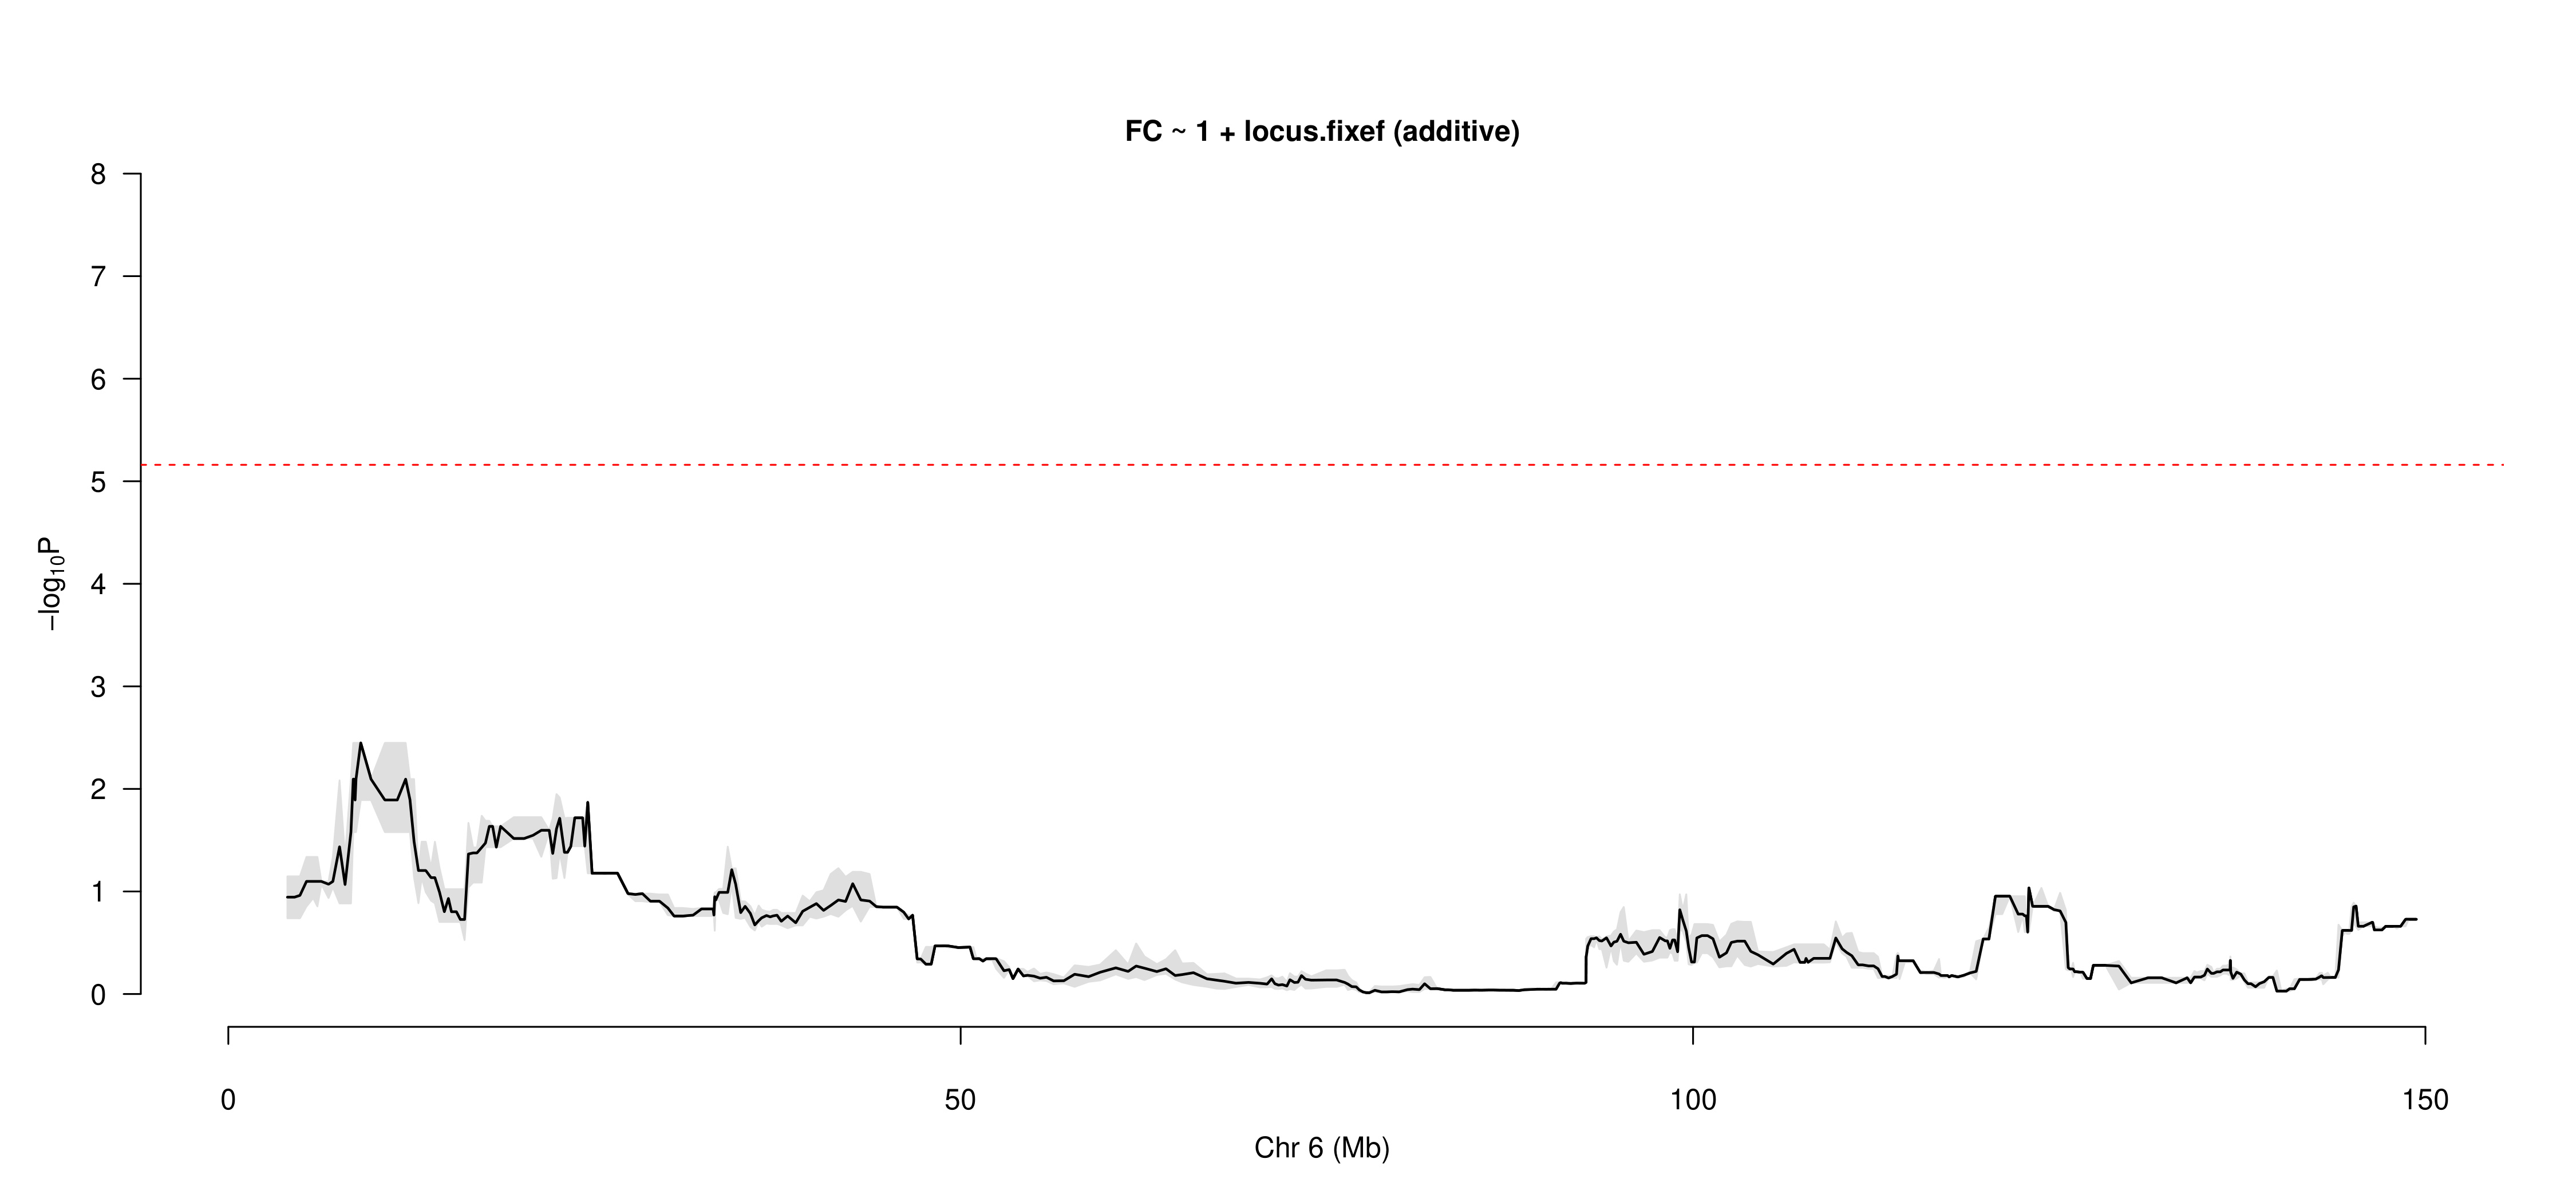 FC ~ 1 + locus.fixef (additive)
8
7
6
5
4
3
2
1
0
−log10P
0 50 100 150
Chr 6 (Mb)